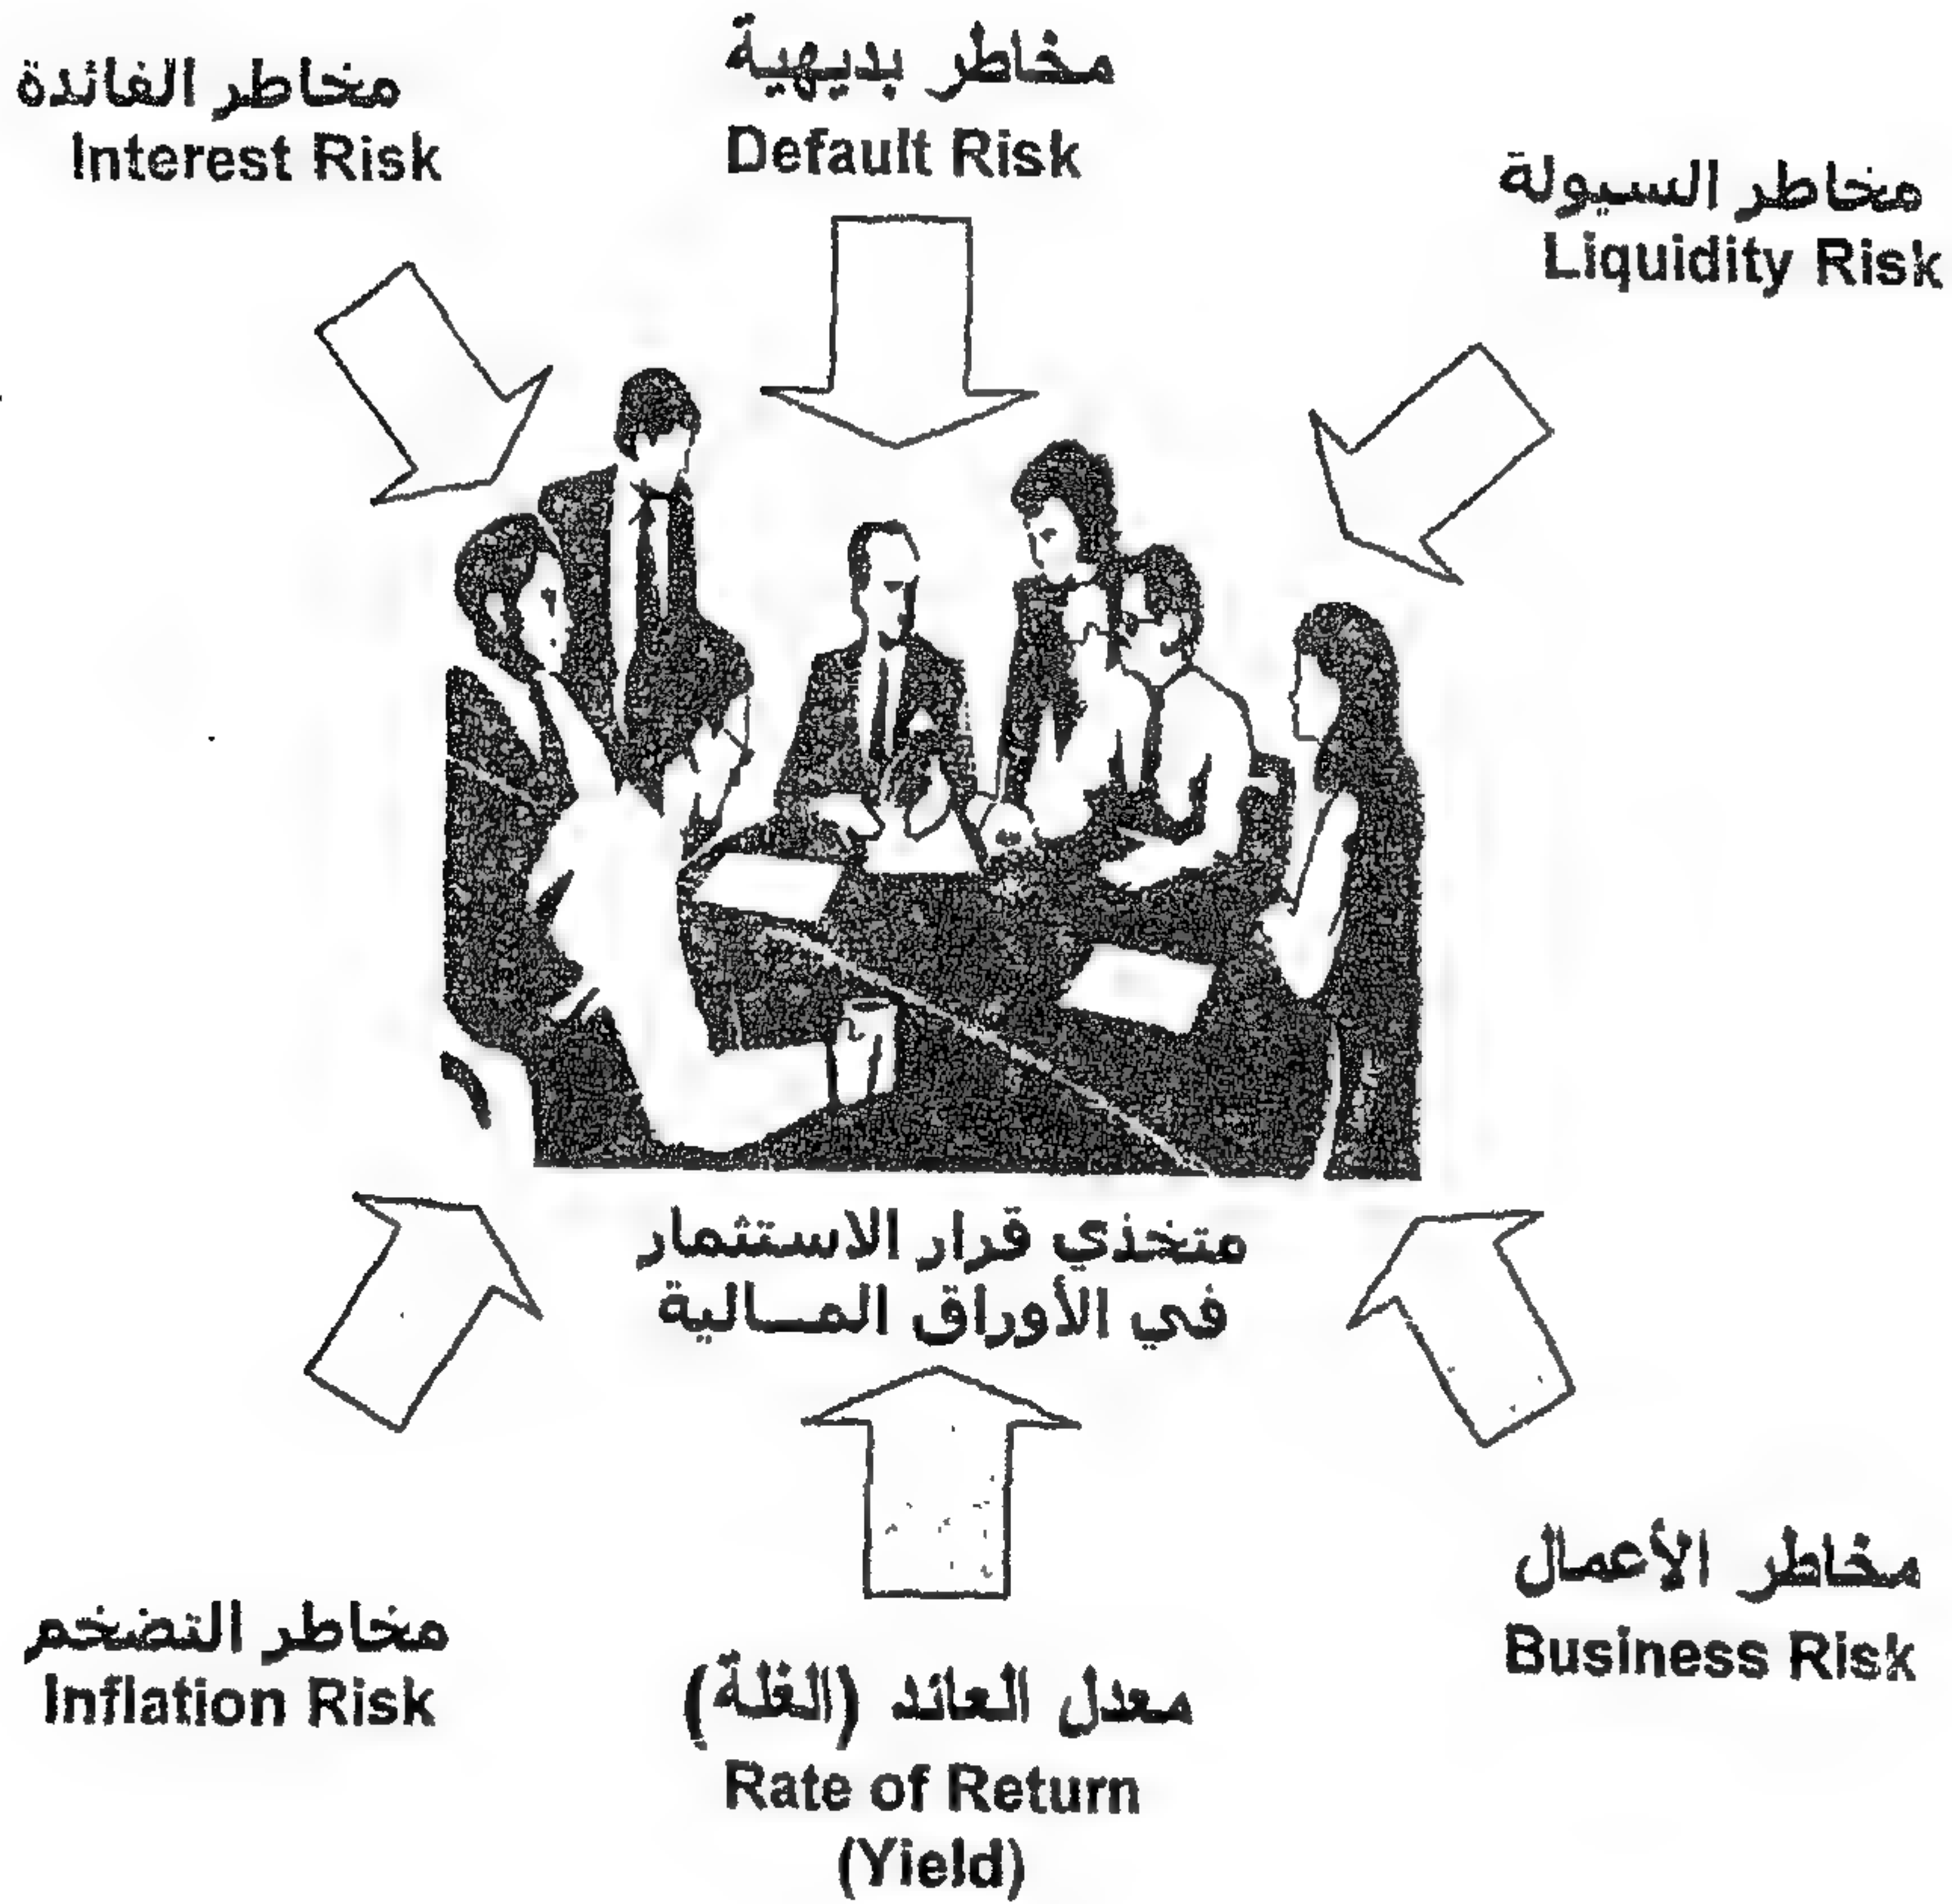 مخاطر بديهية
Default Risk
مخاطر الفائدة
Interest Risk
مخاطر السيولة
Liquidity Risk
متخذي قرار الاستثمار
في الأوراق المـــالية
مخاطر الأعمال
Business Risk
مخاطر التضخم
Inflation Risk
معدل العائد (الغلة)
Rate of Return
(Yield)